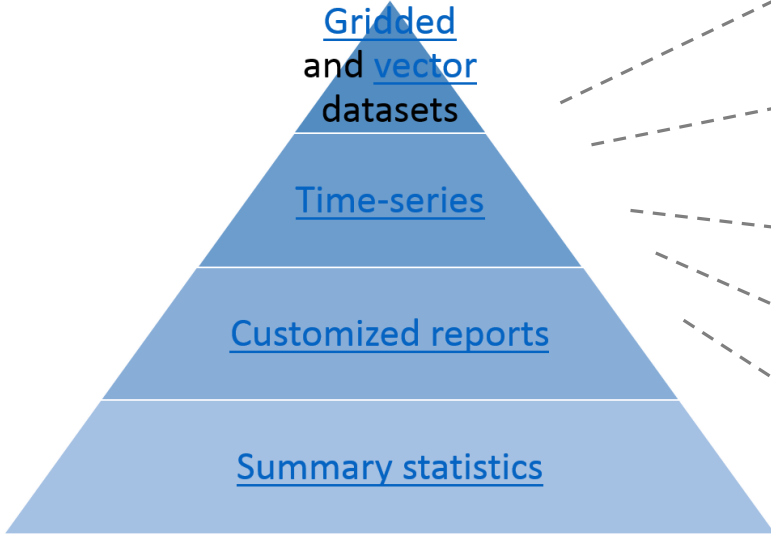 Gridded
and vector
datasets
Time-series
Customized reports
Summary statistics